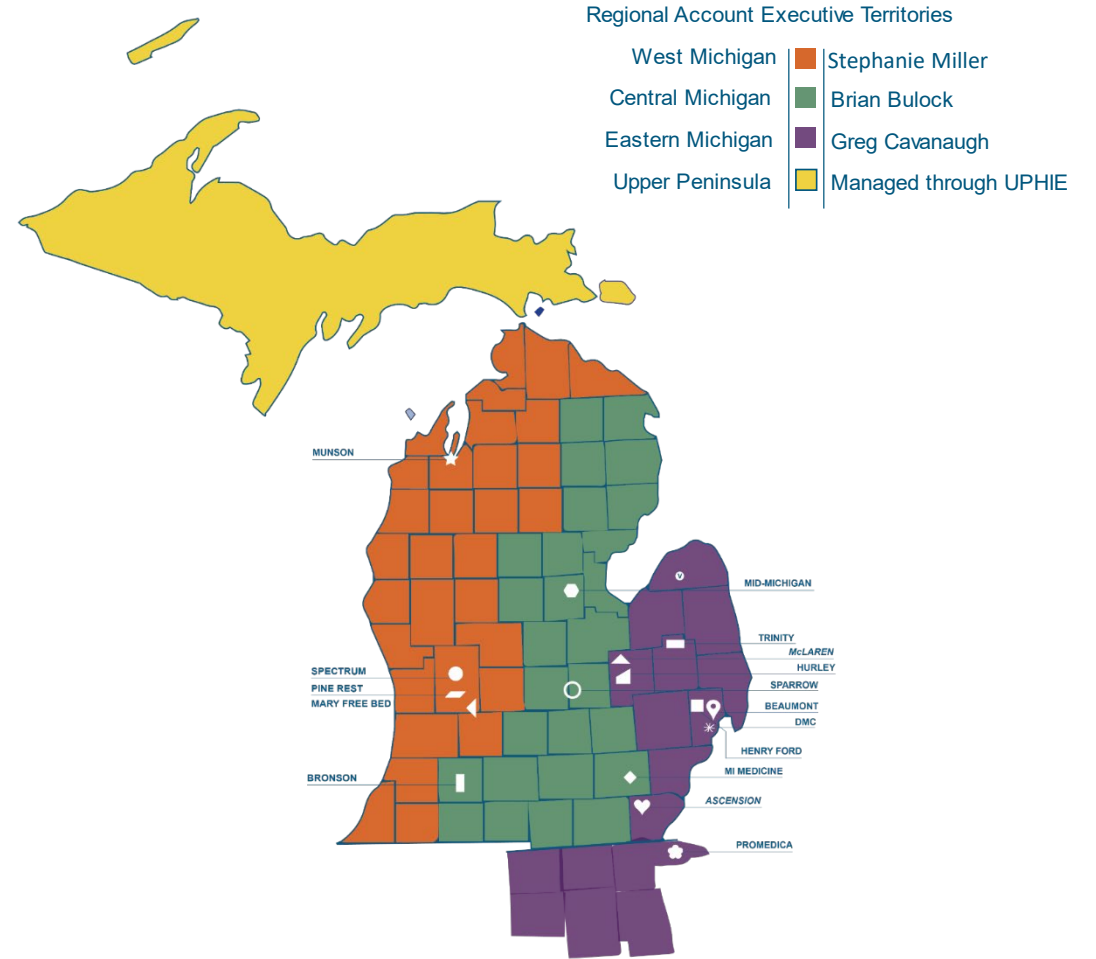 Regional Account Executive Territories
West Michigan Stephanie Miller
Central Michigan Brian Bulock
Eastern Michigan Greg Cavanaugh
Upper Peninsula Managed through UPHIE
MUNSON
MID-MICHIGAN
V
TRINITY
McLAREN
HURLEY
SPECTRUM
SPARROW
PINE REST
MARY FREE BED
BEAUMONT
DMC
HENRY FORD
MI MEDICINE
BRONSON
ASCENSION
PROMEDICA